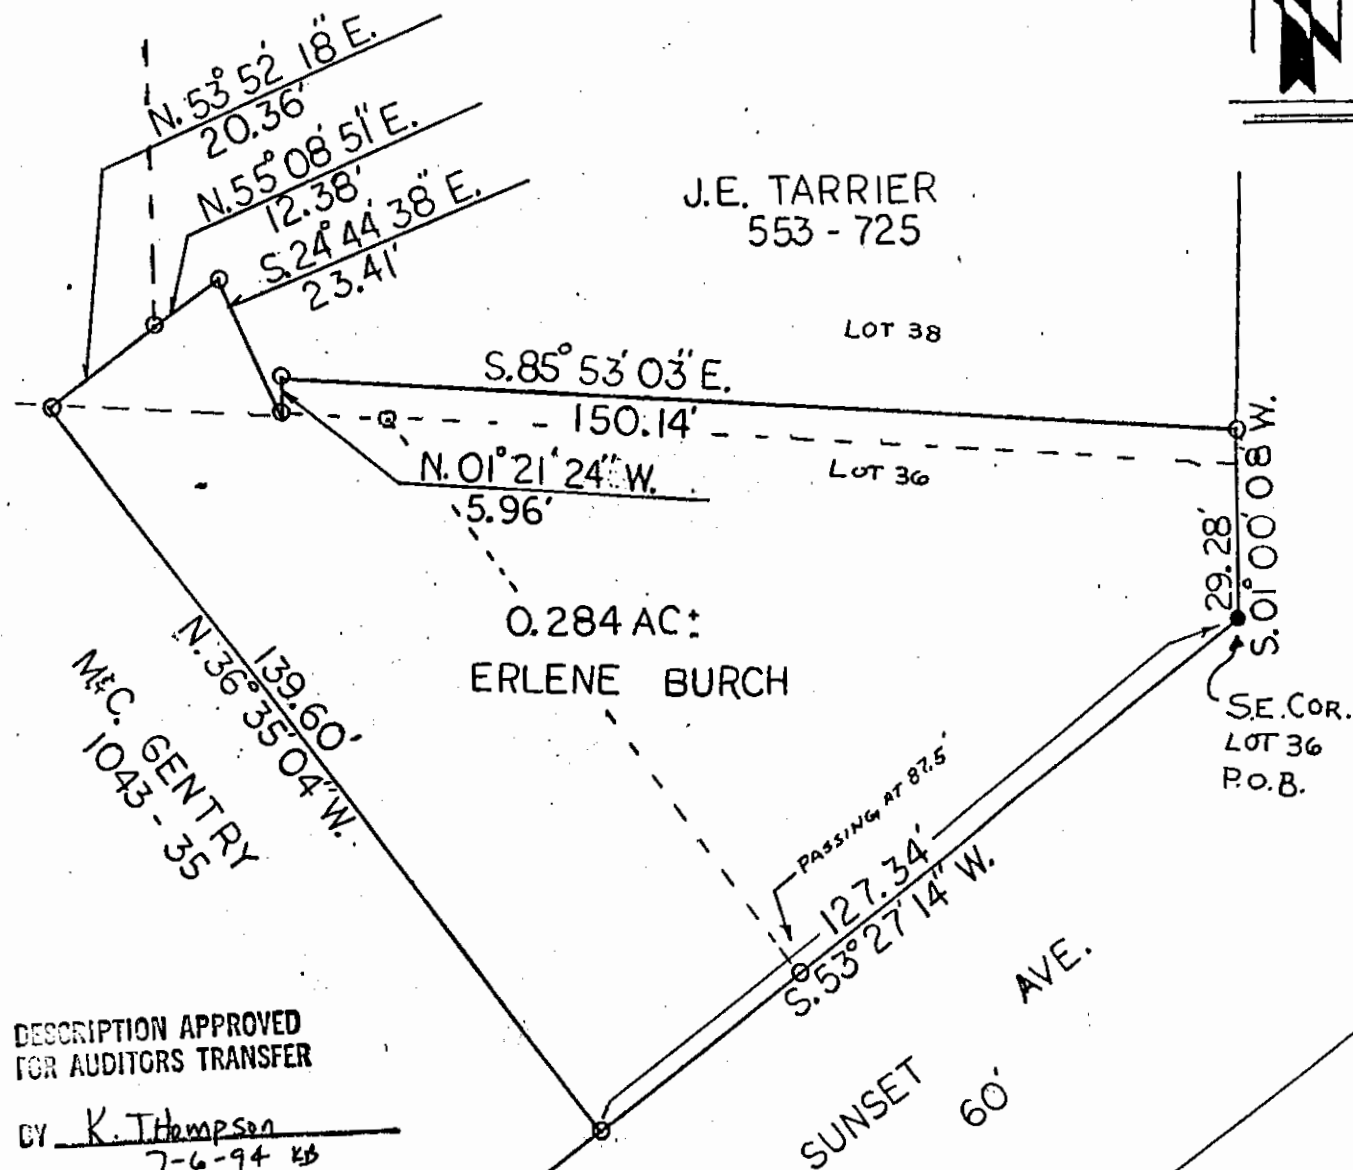 N. 53° 52' 18" E.
20.36'
N. 55° 08' 51" E.
12.38'
S. 24° 44' 38" E.
23.41'
J.E. TARRIER
553 - 725
LOT 38
S. 85° 53' 03" E.
150.14'
N. 01° 21' 24" W.
5.96'
LOT 36
29.28'
S. 01° 00' 08 W.
0.284 AC ±
ERLENE BURCH
139.60'
N. 36° 35' 04" W.
M.&C. GENTRY
1043 - 35
S.E. COR.
LOT 36
P.O.B.
PASSING AT 87.5'
127.34'
S. 53° 27' 14" W.
SUNSET AVE.
60'
DESCRIPTION APPROVED
FOR AUDITORS TRANSFER
BY K. THompson
7-6-94 KB